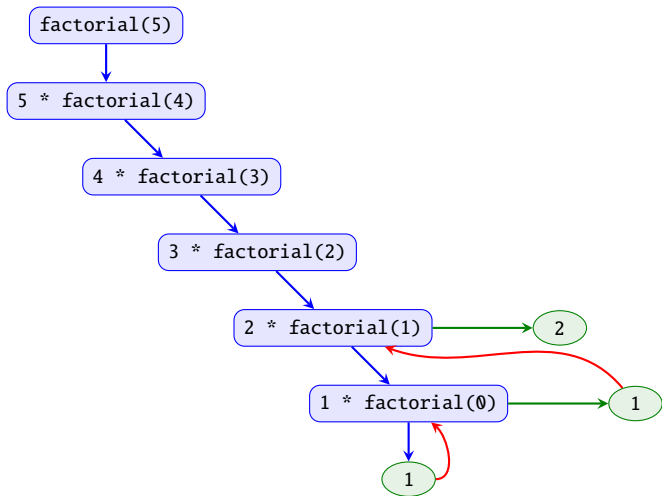 factorial(5)
5 * factorial(4)
4 * factorial(3)
3 * factorial(2)
2 * factorial(1)
2
1 * factorial(0)
1
1